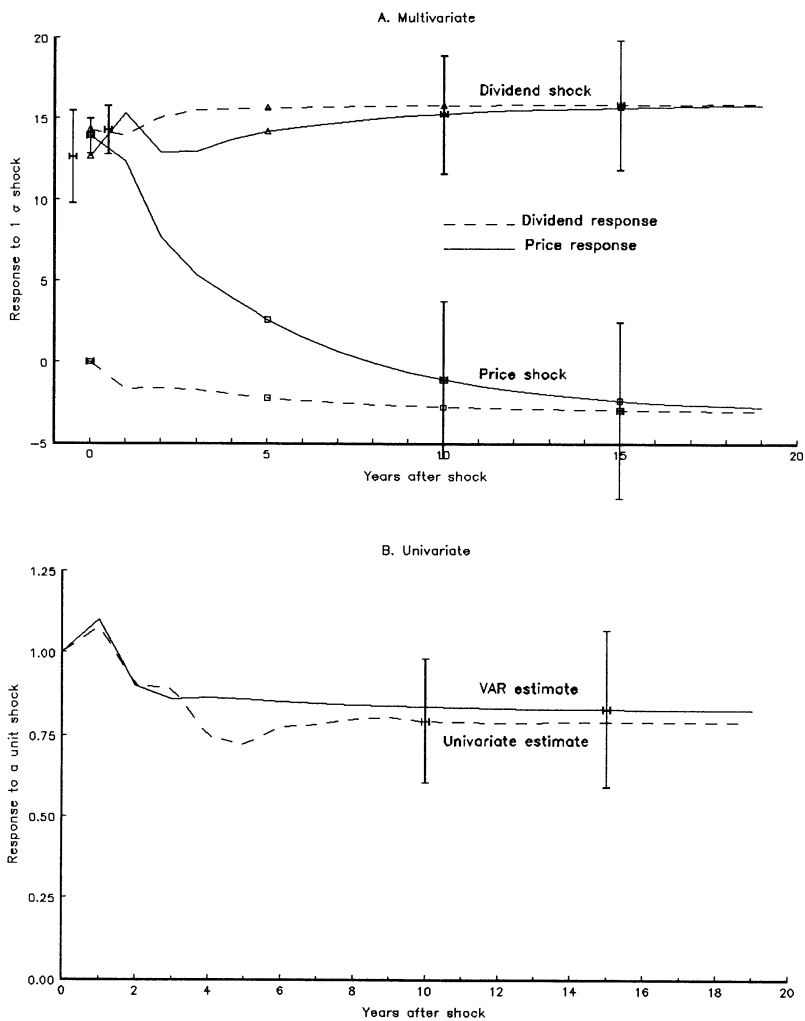 A. Multivariate
20
15
10
5
0
−5
Response to 1 σ shock
Dividend shock
Dividend response
Price response
Price shock
0
5
10
15
20
Years after shock
B. Univariate
1.25
1.00
0.75
0.50
0.25
0.00
Response to a unit shock
VAR estimate
Univariate estimate
0
2
4
6
8
10
12
14
16
18
20
Years after shock